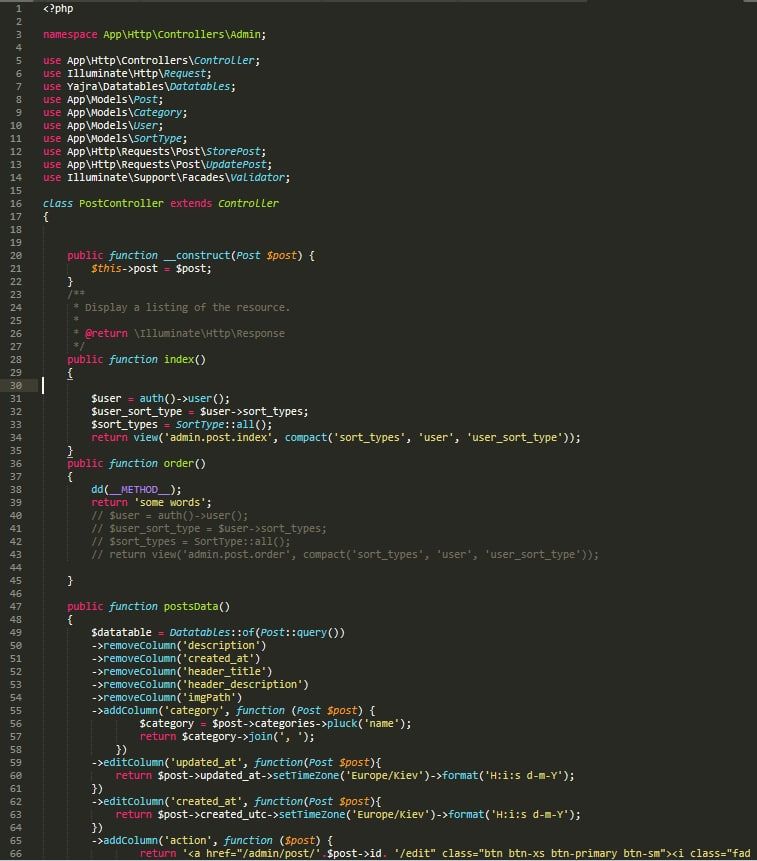 1 <?php
2
3 namespace App\Http\Controllers\Admin;
4
5 use App\Http\Controllers\Controller;
6 use Illuminate\Http\Request;
7 use Yajra\Datatables\Datatables;
8 use App\Models\Post;
9 use App\Models\Category;
10 use App\Models\User;
11 use App\Models\SortType;
12 use App\Http\Requests\Post\StorePost;
13 use App\Http\Requests\Post\UpdatePost;
14 use Illuminate\Support\Facades\Validator;
15
16 class PostController extends Controller
17 {
18
19
20     public function __construct(Post $post) {
21         $this->post = $post;
22     }
23     /**
24      * Display a listing of the resource.
25      *
26      * @return \Illuminate\Http\Response
27      */
28     public function index()
29     {
30
31         $user = auth()->user();
32         $user_sort_type = $user->sort_types;
33         $sort_types = SortType::all();
34         return view('admin.post.index', compact('sort_types', 'user', 'user_sort_type'));
35     }
36     public function order()
37     {
38         dd(__METHOD__);
39         return 'some words';
40         // $user = auth()->user();
41         // $user_sort_type = $user->sort_types;
42         // $sort_types = SortType::all();
43         // return view('admin.post.order', compact('sort_types', 'user', 'user_sort_type'));
44
45     }
46
47     public function postsData()
48     {
49         $datatable = Datatables::of(Post::query())
50         ->removeColumn('description')
51         ->removeColumn('created_at')
52         ->removeColumn('header_title')
53         ->removeColumn('header_description')
54         ->removeColumn('imgPath')
55         ->addColumn('category', function (Post $post) {
56                 $category = $post->categories->pluck('name');
57                 return $category->join(', ');
58             })
59         ->editColumn('updated_at', function(Post $post){
60             return $post->updated_at->setTimeZone('Europe/Kiev')->format('H:i:s d-m-Y');
61         })
62         ->editColumn('created_at', function(Post $post){
63             return $post->created_utc->setTimeZone('Europe/Kiev')->format('H:i:s d-m-Y');
64         })
65         ->addColumn('action', function ($post) {
66                 return '<a href="/admin/post/'.$post->id. '/edit" class="btn btn-xs btn-primary btn-sm"><i class="fad